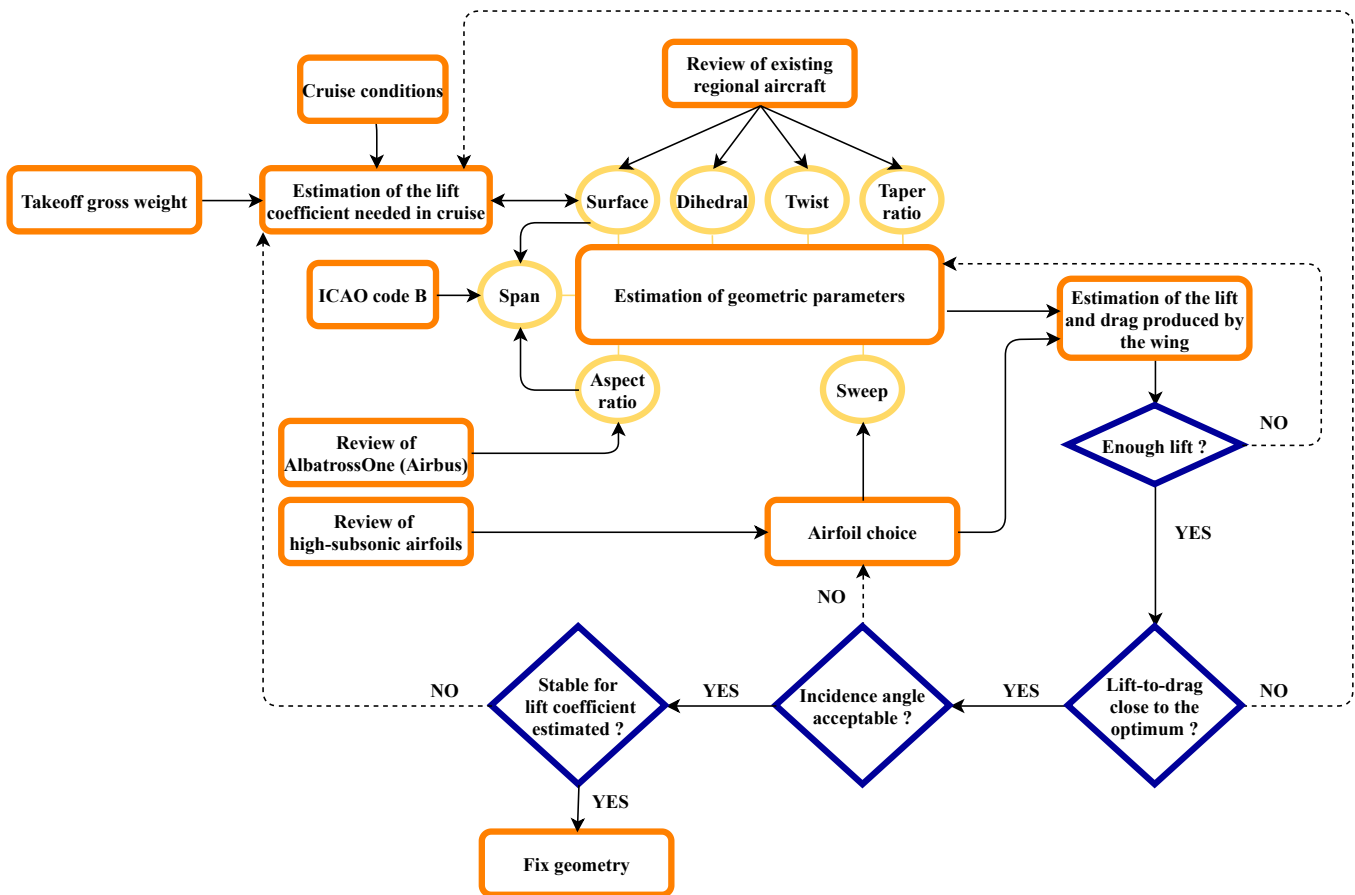 Review of existing
regional aircraft
Cruise conditions
Takeoff gross weight
Estimation of the lift
coefficient needed in cruise
Surface
Dihedral
Twist
Taper
ratio
ICAO code B
Span
Estimation of geometric parameters
Estimation of the lift
and drag produced by
the wing
Aspect
ratio
Sweep
Review of
AlbatrossOne (Airbus)
Enough lift ?
NO
Review of
high-subsonic airfoils
Airfoil choice
YES
NO
Stable for
lift coefficient
estimated ?
NO
YES
Incidence angle
acceptable ?
YES
Lift-to-drag
close to the
optimum ?
NO
YES
Fix geometry